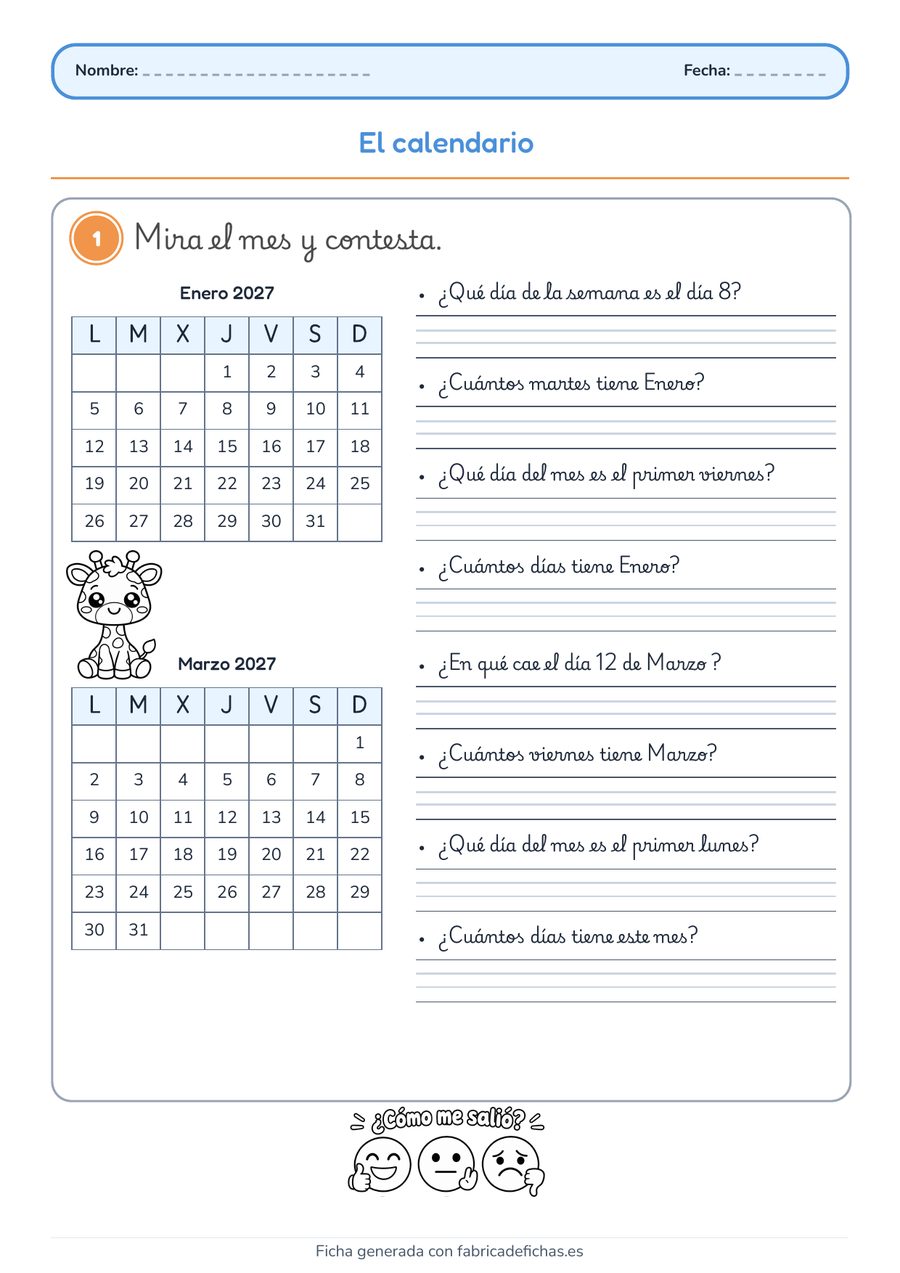 Nombre: Fecha:
El calendario
1 Mira el mes y contesta.
Enero 2027
L M X J V S D
1 2 3 4
5 6 7 8 9 10 11
12 13 14 15 16 17 18
19 20 21 22 23 24 25
26 27 28 29 30 31
• ¿Qué día de la semana es el día 8?
• ¿Cuántos martes tiene Enero?
• ¿Qué día del mes es el primer viernes?
• ¿Cuántos días tiene Enero?
Marzo 2027
L M X J V S D
1
2 3 4 5 6 7 8
9 10 11 12 13 14 15
16 17 18 19 20 21 22
23 24 25 26 27 28 29
30 31
• ¿En qué cae el día 12 de Marzo ?
• ¿Cuántos viernes tiene Marzo?
• ¿Qué día del mes es el primer lunes?
• ¿Cuántos días tiene este mes?
¿Cómo me salió?
Ficha generada con fabricadefichas.es